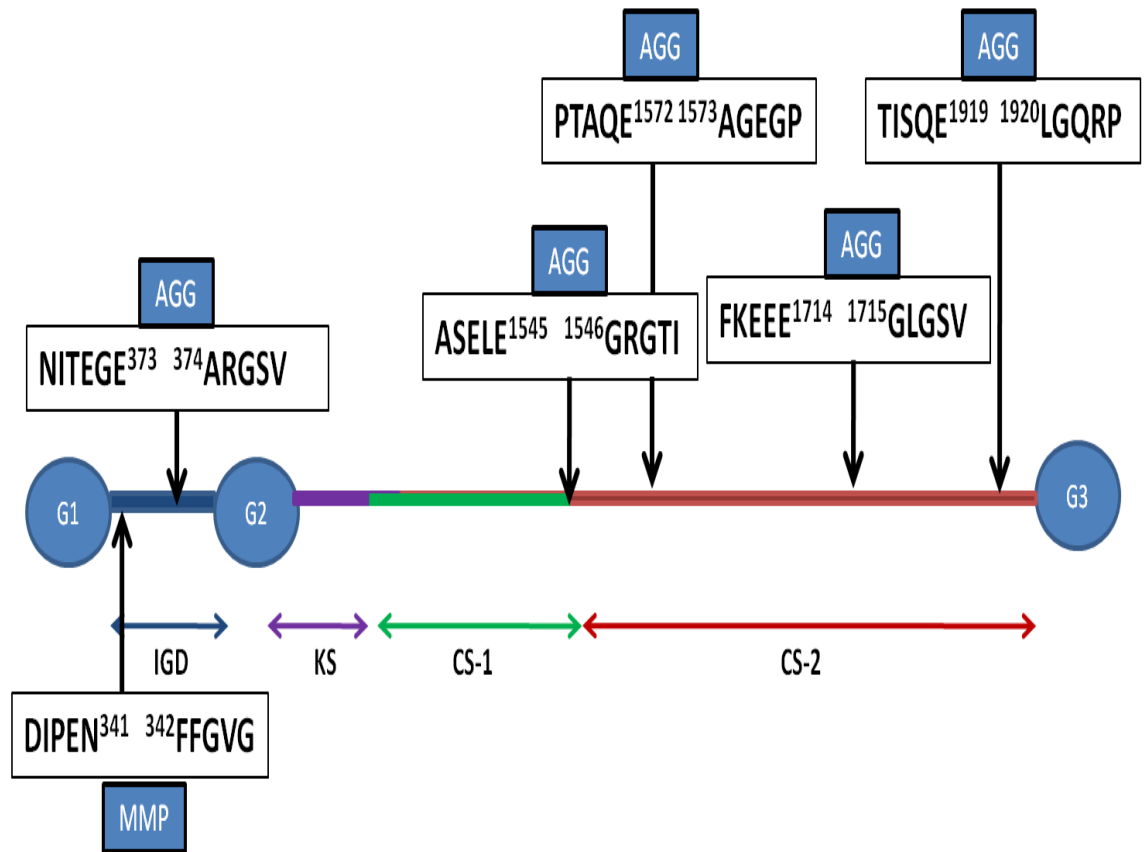 AGG
PTAQE1572 1573AGEGP
AGG
TISQE1919 1920LGQRP
AGG
ASELE1545 1546GRGTI
AGG
FKEEE1714 1715GLGSV
AGG
NITEGE373 374ARGSV
G1
G2
G3
IGD
KS
CS-1
CS-2
DIPEN341 342FFGVG
MMP